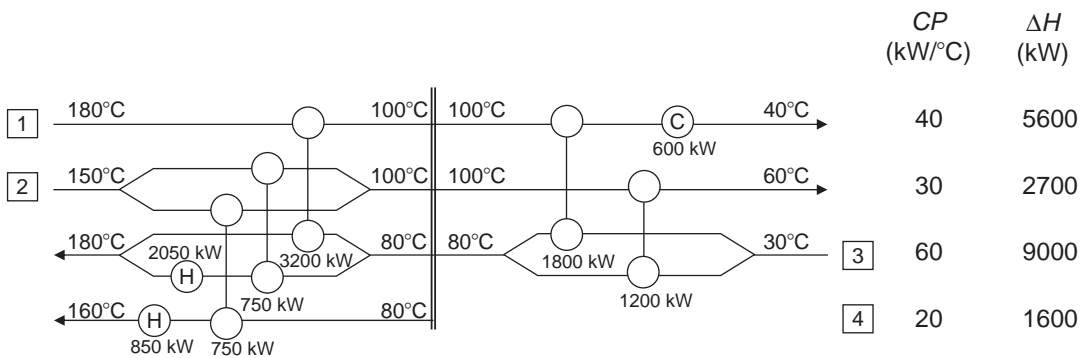 CP ΔH
(kW/°C) (kW)
1 180°C 100°C 100°C C 40°C 40 5600
600 kW
2 150°C 100°C 100°C 60°C 30 2700
180°C 2050 kW 3200 kW 80°C 80°C 1800 kW 30°C 3 60 9000
H 750 kW 1200 kW
160°C H 80°C 4 20 1600
850 kW 750 kW